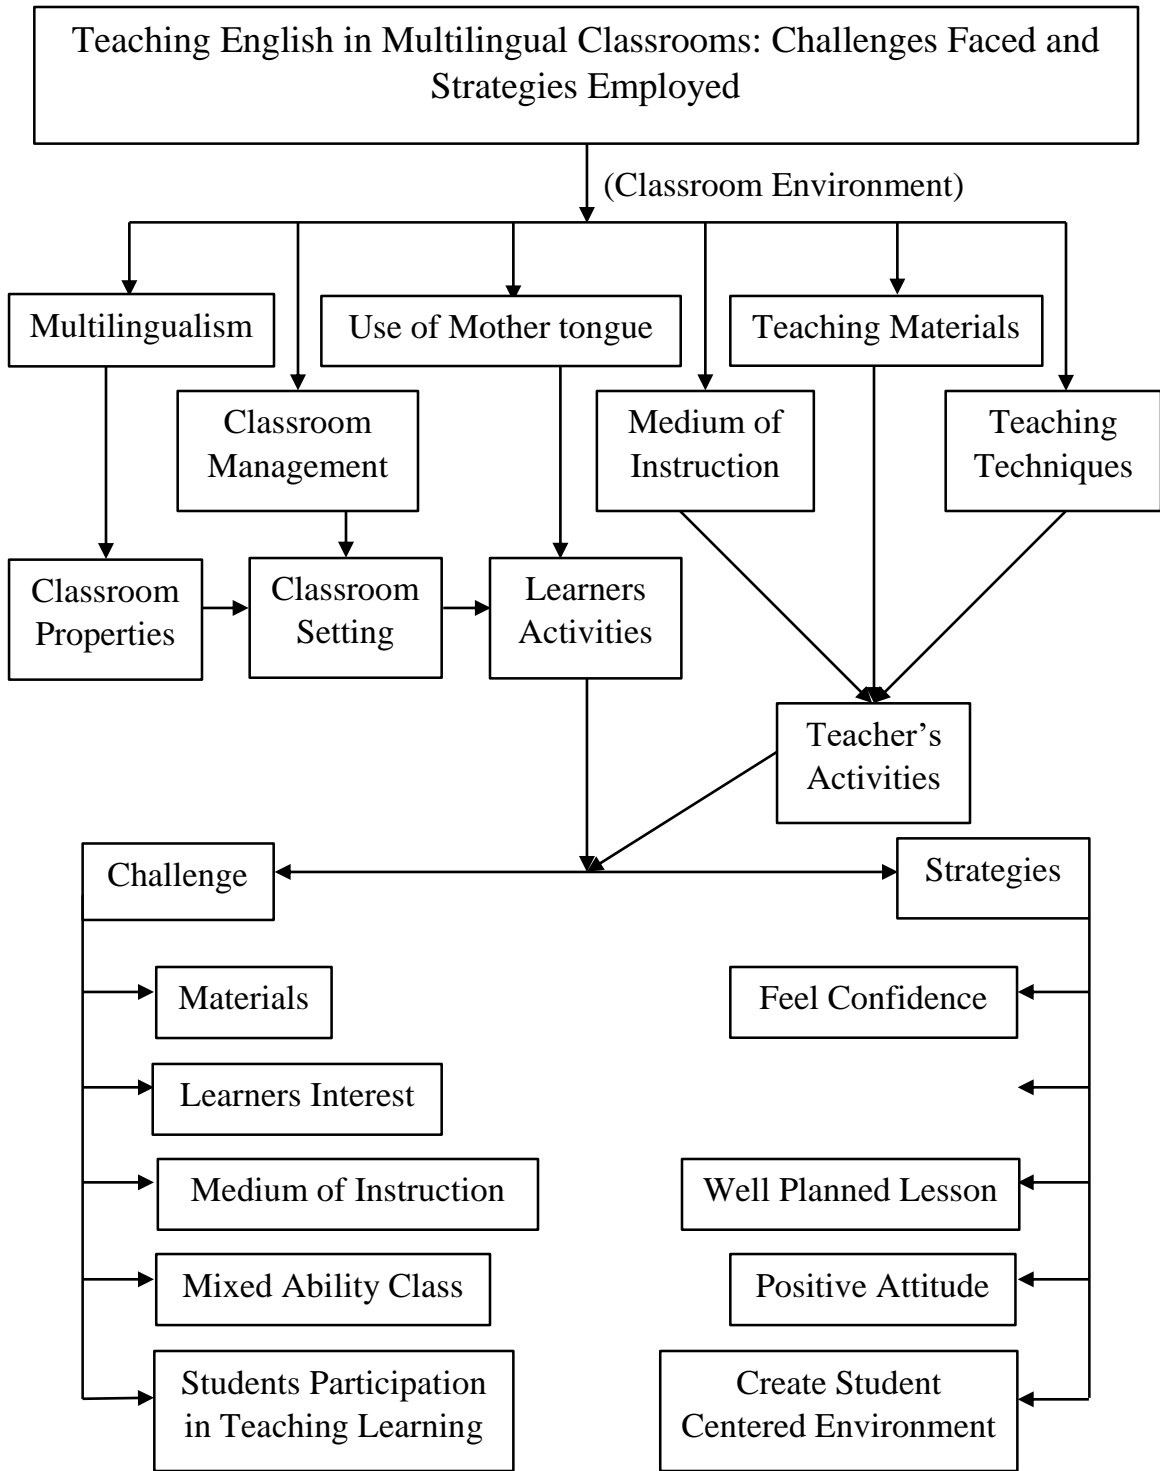 Teaching English in Multilingual Classrooms: Challenges Faced and
Strategies Employed
(Classroom Environment)
Multilingualism
Use of Mother tongue
Teaching Materials
Classroom
Management
Medium of
Instruction
Teaching
Techniques
Classroom
Properties
Classroom
Setting
Learners
Activities
Teacher’s
Activities
Challenge
Strategies
Materials
Feel Confidence
Learners Interest
Medium of Instruction
Well Planned Lesson
Mixed Ability Class
Positive Attitude
Students Participation
in Teaching Learning
Create Student
Centered Environment